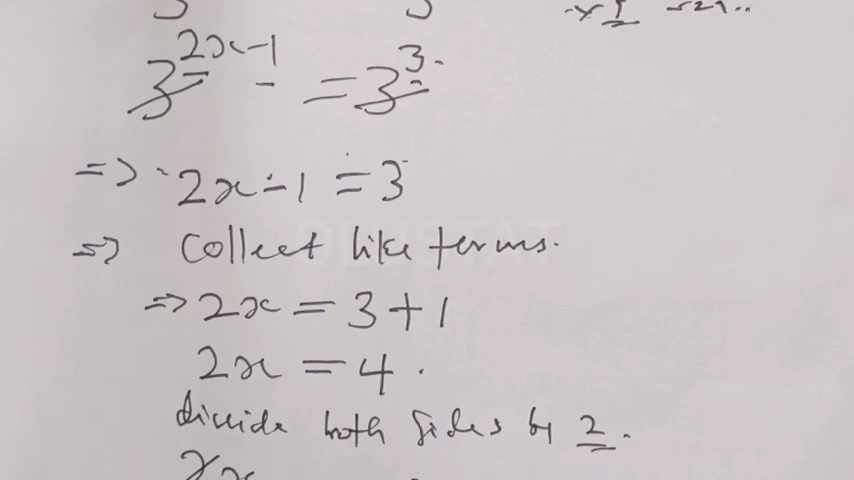 3^{2x-1} = 3^{3}.
=> 2x-1 = 3
=> Collect like terms.
=> 2x = 3+1
2x = 4.
divide both sides by 2.
2x